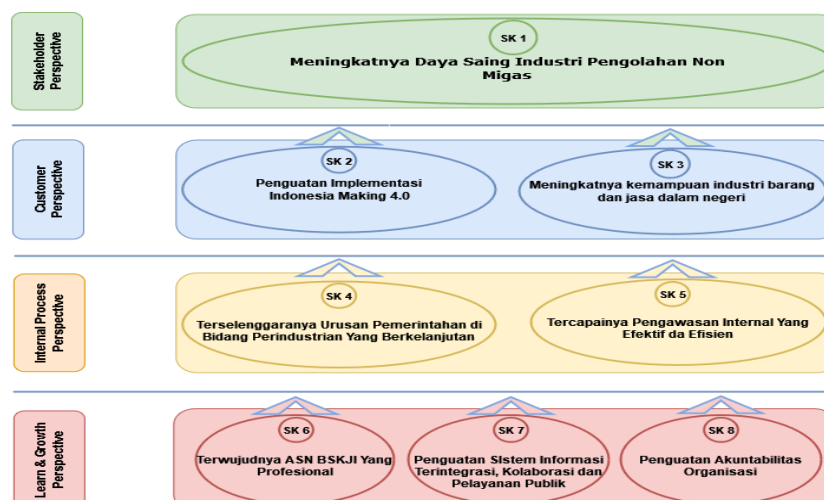 Stakeholder
Perspective
SK 1
Meningkatnya Daya Saing Industri Pengolahan Non
Migas
Customer
Perspective
SK 2
Penguatan Implementasi
Indonesia Making 4.0
SK 3
Meningkatnya kemampuan industri barang
dan jasa dalam negeri
Internal Process
Perspective
SK 4
Terselenggaranya Urusan Pemerintahan di
Bidang Perindustrian Yang Berkelanjutan
SK 5
Tercapainya Pengawasan Internal Yang
Efektif da Efisien
Learn & Growth
Perspective
SK 6
Terwujudnya ASN BSKJI Yang
Profesional
SK 7
Penguatan SIstem Informasi
Terintegrasi, Kolaborasi dan
Pelayanan Publik
SK 8
Penguatan Akuntabilitas
Organisasi